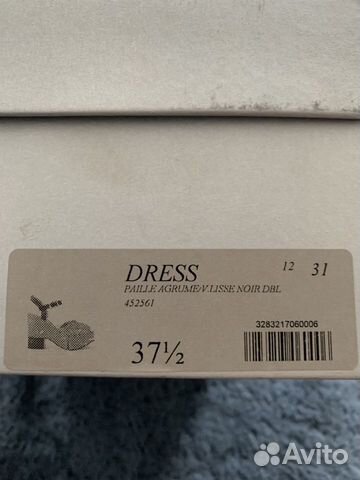 DRESS 12 31
PAILLE AGRUME-V.LISSE NOIR DBL
452561
37½
3283217060006
Avito